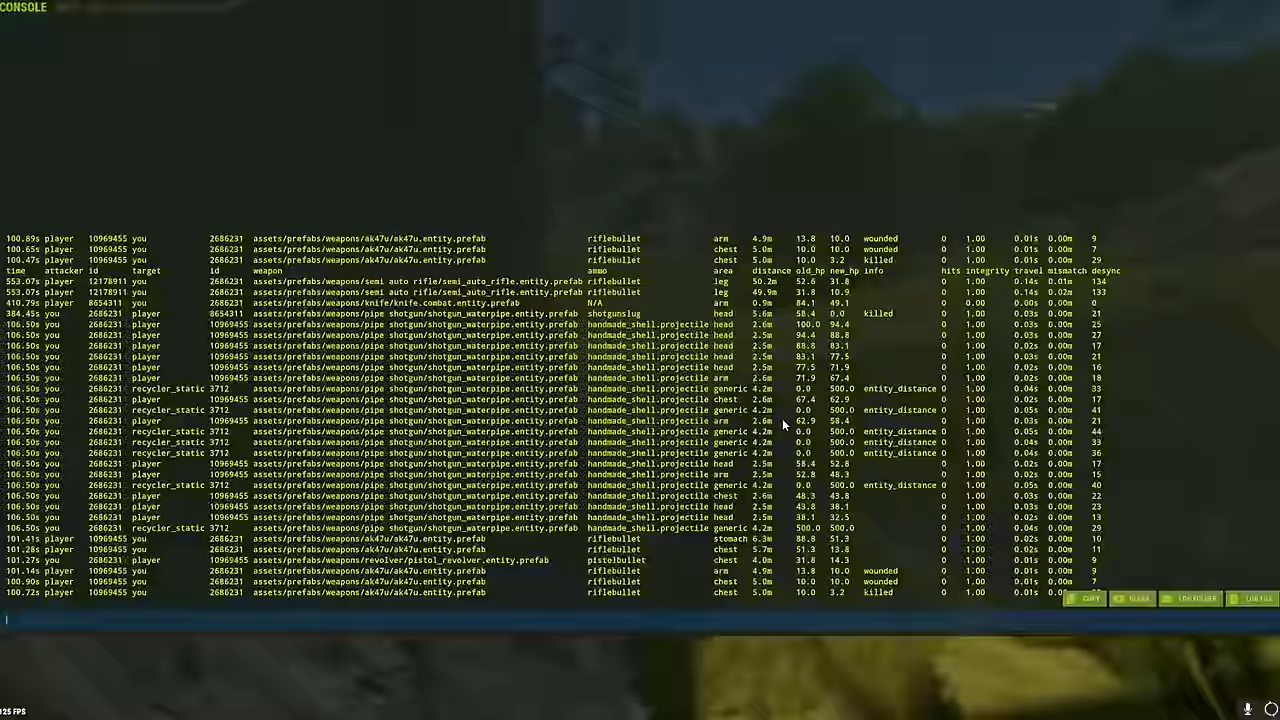 CONSOLE
100.89s player 10969455 you 2686231 assets/prefabs/weapons/ak47u/ak47u.entity.prefab riflebullet arm 4.9m 13.8 10.0 wounded 0 1.00 0.01s 0.00m 9
100.65s player 10969455 you 2686231 assets/prefabs/weapons/ak47u/ak47u.entity.prefab riflebullet chest 5.0m 10.0 10.0 wounded 0 1.00 0.01s 0.00m 7
100.47s player 10969455 you 2686231 assets/prefabs/weapons/ak47u/ak47u.entity.prefab riflebullet chest 5.0m 10.0 3.2 killed 0 1.00 0.01s 0.00m 29
time attacker id target id weapon ammo area distance old_hp new_hp info hits integrity travel mismatch desync
553.07s player 12178911 you 2686231 assets/prefabs/weapons/semi auto rifle/semi_auto_rifle.entity.prefab riflebullet leg 50.2m 52.6 31.8 0 1.00 0.14s 0.01m 134
553.07s player 12178911 you 2686231 assets/prefabs/weapons/semi auto rifle/semi_auto_rifle.entity.prefab riflebullet leg 49.9m 31.8 10.9 0 1.00 0.14s 0.02m 133
410.79s player 8654311 you 2686231 assets/prefabs/weapons/knife/knife.combat.entity.prefab N/A arm 0.9m 84.1 49.1 0 1.00 0.00s 0.00m 0
384.45s you 2686231 player 8654311 assets/prefabs/weapons/pipe shotgun/shotgun_waterpipe.entity.prefab shotgunslug head 5.6m 58.4 0.0 killed 0 1.00 0.03s 0.00m 21
106.50s you 2686231 player 10969455 assets/prefabs/weapons/pipe shotgun/shotgun_waterpipe.entity.prefab handmade_shell.projectile head 2.6m 100.0 94.4 0 1.00 0.03s 0.00m 25
106.50s you 2686231 player 10969455 assets/prefabs/weapons/pipe shotgun/shotgun_waterpipe.entity.prefab handmade_shell.projectile head 2.5m 94.4 88.8 0 1.00 0.03s 0.00m 27
106.50s you 2686231 player 10969455 assets/prefabs/weapons/pipe shotgun/shotgun_waterpipe.entity.prefab handmade_shell.projectile head 2.5m 88.8 83.1 0 1.00 0.02s 0.00m 17
106.50s you 2686231 player 10969455 assets/prefabs/weapons/pipe shotgun/shotgun_waterpipe.entity.prefab handmade_shell.projectile head 2.5m 83.1 77.5 0 1.00 0.03s 0.00m 21
106.50s you 2686231 player 10969455 assets/prefabs/weapons/pipe shotgun/shotgun_waterpipe.entity.prefab handmade_shell.projectile head 2.5m 77.5 71.9 0 1.00 0.02s 0.00m 16
106.50s you 2686231 player 10969455 assets/prefabs/weapons/pipe shotgun/shotgun_waterpipe.entity.prefab handmade_shell.projectile arm 2.6m 71.9 67.4 0 1.00 0.02s 0.00m 18
106.50s you 2686231 recycler_static 3712 assets/prefabs/weapons/pipe shotgun/shotgun_waterpipe.entity.prefab handmade_shell.projectile generic 4.2m 0.0 500.0 entity_distance 0 1.00 0.04s 0.00m 33
106.50s you 2686231 player 10969455 assets/prefabs/weapons/pipe shotgun/shotgun_waterpipe.entity.prefab handmade_shell.projectile chest 2.6m 67.4 62.9 0 1.00 0.02s 0.00m 17
106.50s you 2686231 recycler_static 3712 assets/prefabs/weapons/pipe shotgun/shotgun_waterpipe.entity.prefab handmade_shell.projectile generic 4.2m 0.0 500.0 entity_distance 0 1.00 0.05s 0.00m 41
106.50s you 2686231 player 10969455 assets/prefabs/weapons/pipe shotgun/shotgun_waterpipe.entity.prefab handmade_shell.projectile arm 2.6m 62.9 58.4 0 1.00 0.03s 0.00m 21
106.50s you 2686231 recycler_static 3712 assets/prefabs/weapons/pipe shotgun/shotgun_waterpipe.entity.prefab handmade_shell.projectile generic 4.2m 0.0 500.0 entity_distance 0 1.00 0.05s 0.00m 44
106.50s you 2686231 recycler_static 3712 assets/prefabs/weapons/pipe shotgun/shotgun_waterpipe.entity.prefab handmade_shell.projectile generic 4.2m 0.0 500.0 entity_distance 0 1.00 0.04s 0.00m 33
106.50s you 2686231 recycler_static 3712 assets/prefabs/weapons/pipe shotgun/shotgun_waterpipe.entity.prefab handmade_shell.projectile generic 4.2m 0.0 500.0 entity_distance 0 1.00 0.04s 0.00m 36
106.50s you 2686231 player 10969455 assets/prefabs/weapons/pipe shotgun/shotgun_waterpipe.entity.prefab handmade_shell.projectile head 2.5m 58.4 52.8 0 1.00 0.02s 0.00m 17
106.50s you 2686231 player 10969455 assets/prefabs/weapons/pipe shotgun/shotgun_waterpipe.entity.prefab handmade_shell.projectile arm 2.5m 52.8 48.3 0 1.00 0.02s 0.00m 15
106.50s you 2686231 recycler_static 3712 assets/prefabs/weapons/pipe shotgun/shotgun_waterpipe.entity.prefab handmade_shell.projectile generic 4.2m 0.0 500.0 entity_distance 0 1.00 0.05s 0.00m 40
106.50s you 2686231 player 10969455 assets/prefabs/weapons/pipe shotgun/shotgun_waterpipe.entity.prefab handmade_shell.projectile chest 2.6m 48.3 43.8 0 1.00 0.03s 0.00m 22
106.50s you 2686231 player 10969455 assets/prefabs/weapons/pipe shotgun/shotgun_waterpipe.entity.prefab handmade_shell.projectile head 2.5m 43.8 38.1 0 1.00 0.03s 0.00m 23
106.50s you 2686231 player 10969455 assets/prefabs/weapons/pipe shotgun/shotgun_waterpipe.entity.prefab handmade_shell.projectile head 2.5m 38.1 32.5 0 1.00 0.02s 0.00m 13
106.50s you 2686231 recycler_static 3712 assets/prefabs/weapons/pipe shotgun/shotgun_waterpipe.entity.prefab handmade_shell.projectile generic 4.2m 500.0 500.0 0 1.00 0.04s 0.00m 29
101.41s player 10969455 you 2686231 assets/prefabs/weapons/ak47u/ak47u.entity.prefab riflebullet stomach 6.3m 88.8 51.3 0 1.00 0.02s 0.00m 10
101.28s player 10969455 you 2686231 assets/prefabs/weapons/ak47u/ak47u.entity.prefab riflebullet chest 5.7m 51.3 13.8 0 1.00 0.02s 0.00m 11
101.27s you 2686231 player 10969455 assets/prefabs/weapons/revolver/pistol_revolver.entity.prefab pistolbullet chest 4.0m 31.8 14.3 0 1.00 0.01s 0.00m 9
101.14s player 10969455 you 2686231 assets/prefabs/weapons/ak47u/ak47u.entity.prefab riflebullet arm 4.9m 13.8 10.0 wounded 0 1.00 0.01s 0.00m 9
100.90s player 10969455 you 2686231 assets/prefabs/weapons/ak47u/ak47u.entity.prefab riflebullet chest 5.0m 10.0 10.0 wounded 0 1.00 0.01s 0.00m 7
100.72s player 10969455 you 2686231 assets/prefabs/weapons/ak47u/ak47u.entity.prefab riflebullet chest 5.0m 10.0 3.2 killed 0 1.00 0.01s 0.00m
COPY
25 FPS